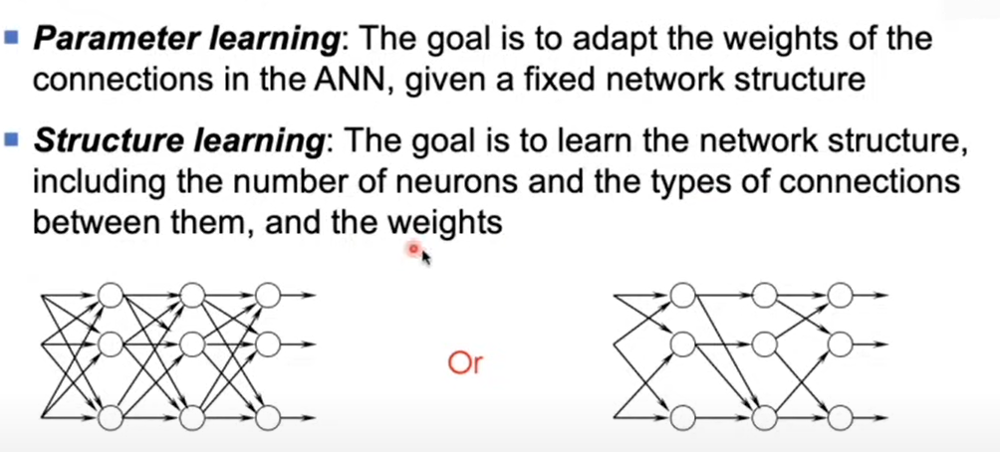 Parameter learning: The goal is to adapt the weights of the
connections in the ANN, given a fixed network structure
Structure learning: The goal is to learn the network structure,
including the number of neurons and the types of connections
between them, and the weights
Or